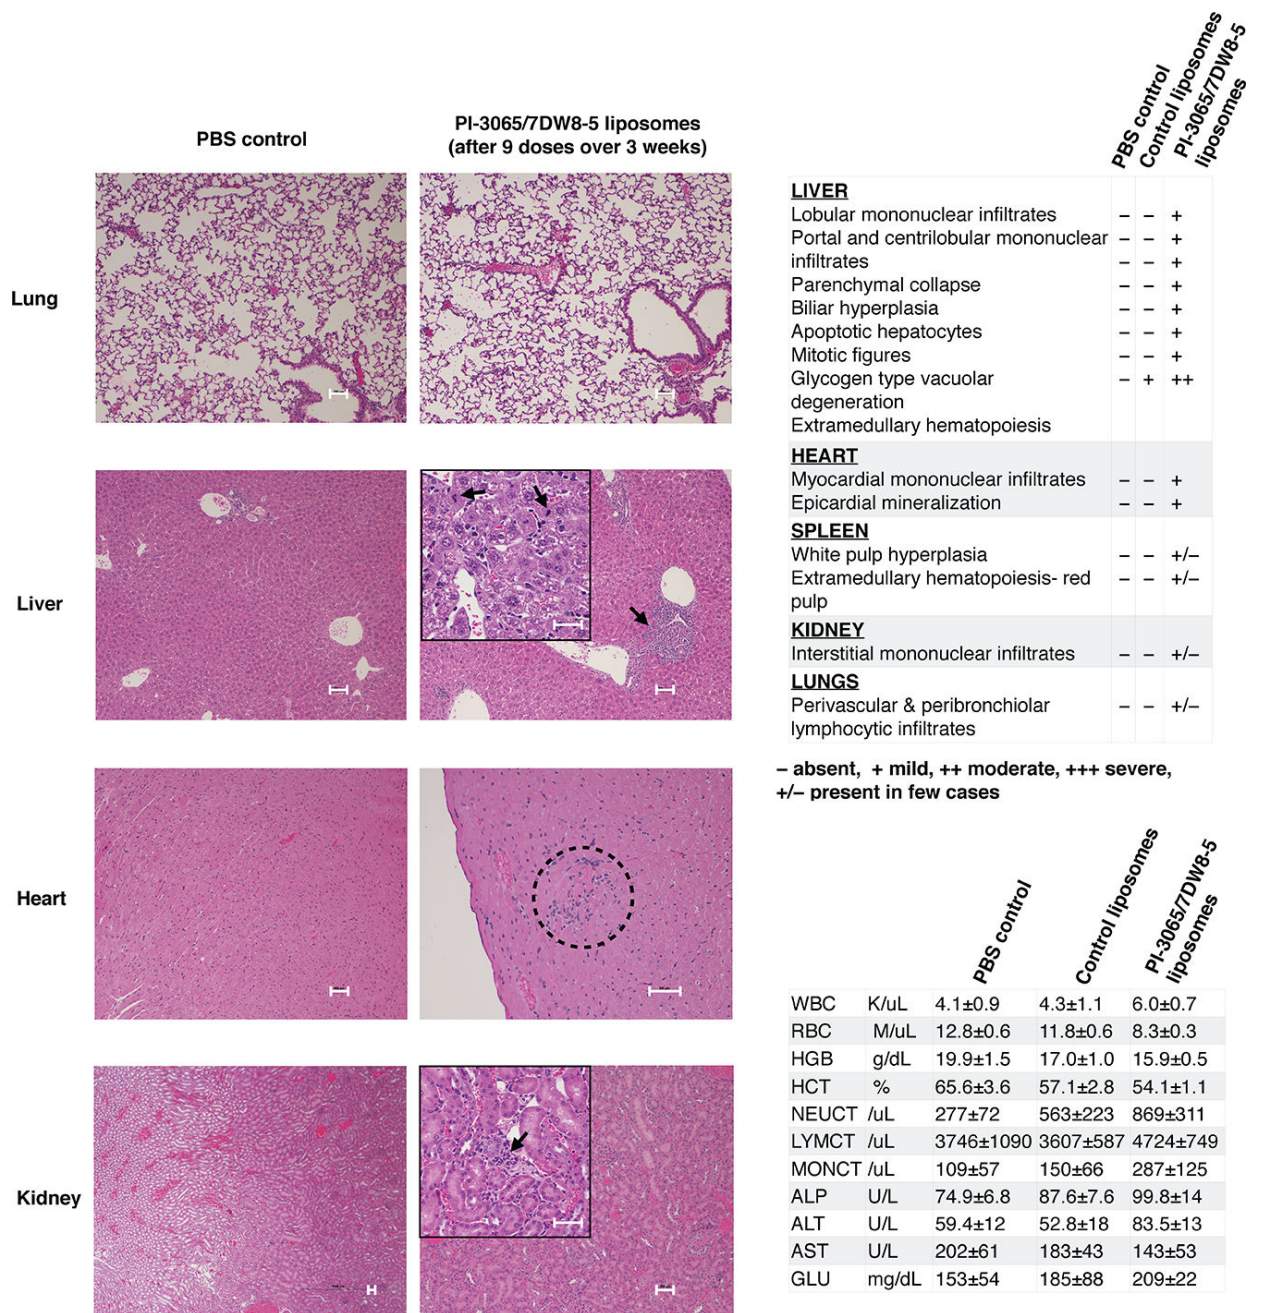 PBS control
PI-3065/7DW8-5 liposomes
(after 9 doses over 3 weeks)
Lung
Liver
Heart
Kidney
PBS control
Control liposomes
PI-3065/7DW8-5
liposomes
LIVER
Lobular mononuclear infiltrates – – +
Portal and centrilobular mononuclear – – +
infiltrates – – +
Parenchymal collapse – – +
Biliar hyperplasia – – +
Apoptotic hepatocytes – – +
Mitotic figures – – +
Glycogen type vacuolar – + ++
degeneration
Extramedullary hematopoiesis
HEART
Myocardial mononuclear infiltrates – – +
Epicardial mineralization – – +
SPLEEN
White pulp hyperplasia – – +/–
Extramedullary hematopoiesis- red – – +/–
pulp
KIDNEY
Interstitial mononuclear infiltrates – – +/–
LUNGS
Perivascular & peribronchiolar – – +/–
lymphocytic infiltrates
– absent, + mild, ++ moderate, +++ severe,
+/– present in few cases
PBS control
Control liposomes
PI-3065/7DW8-5
liposomes
WBC K/uL 4.1±0.9 4.3±1.1 6.0±0.7
RBC M/uL 12.8±0.6 11.8±0.6 8.3±0.3
HGB g/dL 19.9±1.5 17.0±1.0 15.9±0.5
HCT % 65.6±3.6 57.1±2.8 54.1±1.1
NEUCT /uL 277±72 563±223 869±311
LYMCT /uL 3746±1090 3607±587 4724±749
MONCT /uL 109±57 150±66 287±125
ALP U/L 74.9±6.8 87.6±7.6 99.8±14
ALT U/L 59.4±12 52.8±18 83.5±13
AST U/L 202±61 183±43 143±53
GLU mg/dL 153±54 185±88 209±22